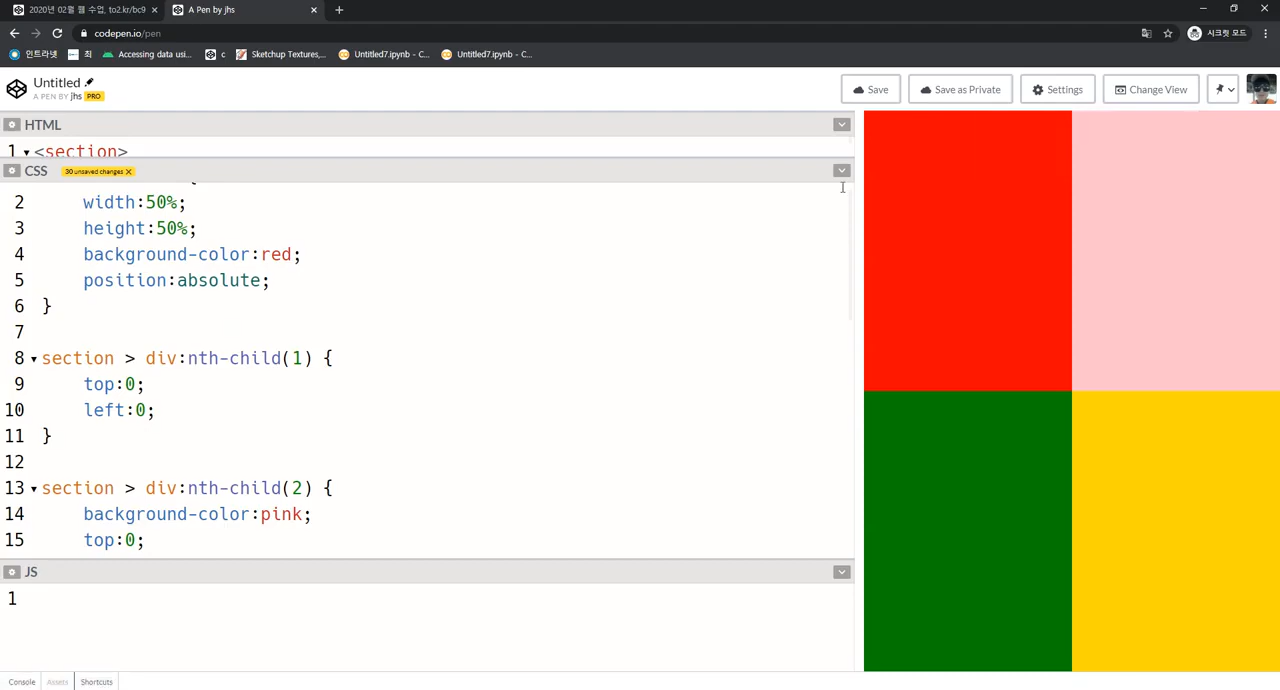 2020년 02월 웹 수업, to2.kr/bc9
A Pen by jhs
codepen.io/pen
시크릿 모드
인트라넷
최
Accessing data usi...
c
Sketchup Textures,...
Untitled7.ipynb - C...
Untitled7.ipynb - C...
Untitled
A PEN BY jhs PRO
Save
Save as Private
Settings
Change View
HTML
1 <section>
CSS
30 unsaved changes X
2 width:50%;
3 height:50%;
4 background-color:red;
5 position:absolute;
6 }
7
8 section > div:nth-child(1) {
9 top:0;
10 left:0;
11 }
12
13 section > div:nth-child(2) {
14 background-color:pink;
15 top:0;
JS
1
Console
Assets
Shortcuts